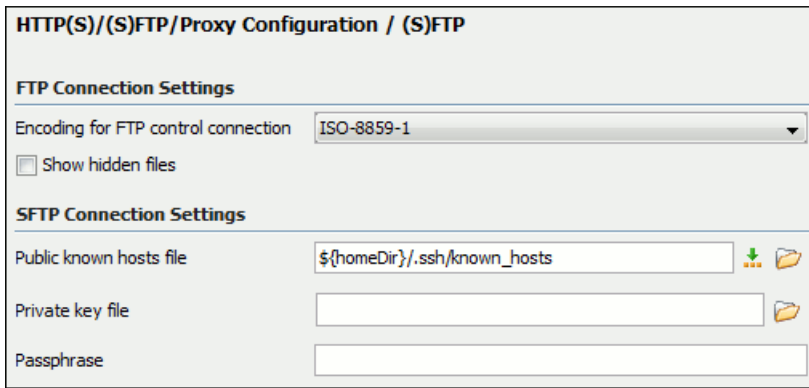 HTTP(S)/(S)FTP/Proxy Configuration / (S)FTP
FTP Connection Settings
Encoding for FTP control connection ISO-8859-1
Show hidden files
SFTP Connection Settings
Public known hosts file ${homeDir}/.ssh/known_hosts
Private key file
Passphrase